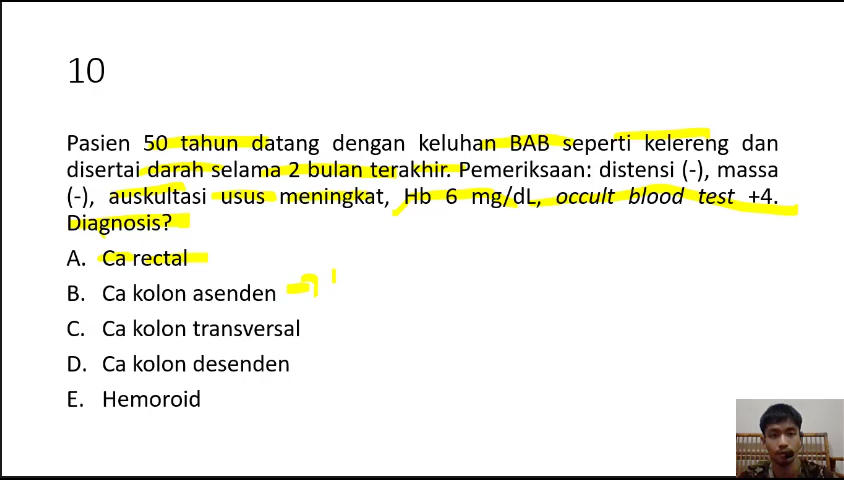 10
Pasien 50 tahun datang dengan keluhan BAB seperti kelereng dan
disertai darah selama 2 bulan terakhir. Pemeriksaan: distensi (-), massa
(-), auskultasi usus meningkat, Hb 6 mg/dL, occult blood test +4.
Diagnosis?
A. Ca rectal
B. Ca kolon asenden
C. Ca kolon transversal
D. Ca kolon desenden
E. Hemoroid